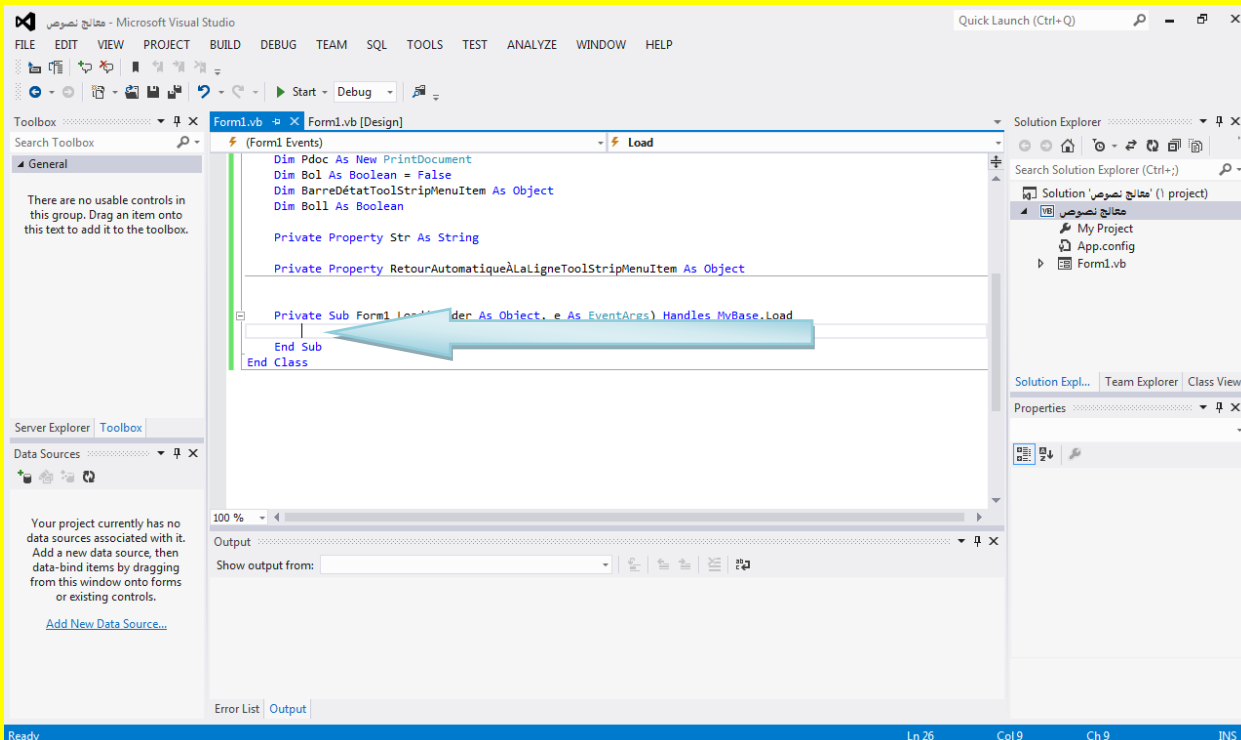 معالج نصوص - Microsoft Visual Studio
Quick Launch (Ctrl+Q)
FILE EDIT VIEW PROJECT BUILD DEBUG TEAM SQL TOOLS TEST ANALYZE WINDOW HELP
Start Debug
Toolbox
Search Toolbox
General
There are no usable controls in
this group. Drag an item onto
this text to add it to the toolbox.
Server Explorer Toolbox
Data Sources
Your project currently has no
data sources associated with it.
Add a new data source, then
data-bind items by dragging
from this window onto forms
or existing controls.
Add New Data Source...
Form1.vb Form1.vb [Design]
(Form1 Events) Load
Dim Pdoc As New PrintDocument
Dim Bol As Boolean = False
Dim BarreDétatToolStripMenuItem As Object
Dim Boll As Boolean
Private Property Str As String
Private Property RetourAutomatiqueÀLaLigneToolStripMenuItem As Object
Private Sub Form1 As Object, e As EventArgs) Handles MyBase.Load
End Sub
End Class
100 %
Output
Show output from:
Error List Output
Solution Explorer
Search Solution Explorer (Ctrl+;)
Solution 'معالج نصوص' (1 project)
معالج نصوص
My Project
App.config
Form1.vb
Solution Expl... Team Explorer Class View
Properties
Ready Ln 26 Col 9 Ch 9 INS